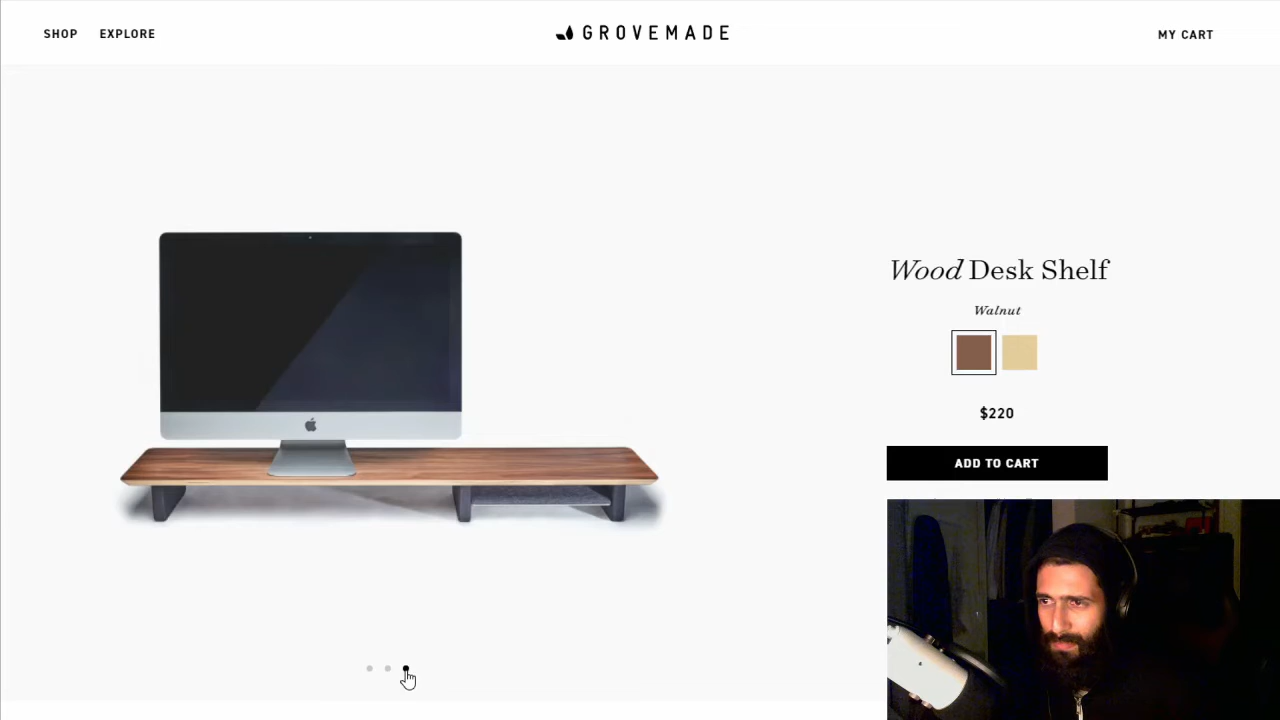 SHOP EXPLORE GROVEMADE MY CART
Wood Desk Shelf
Walnut
$220
ADD TO CART